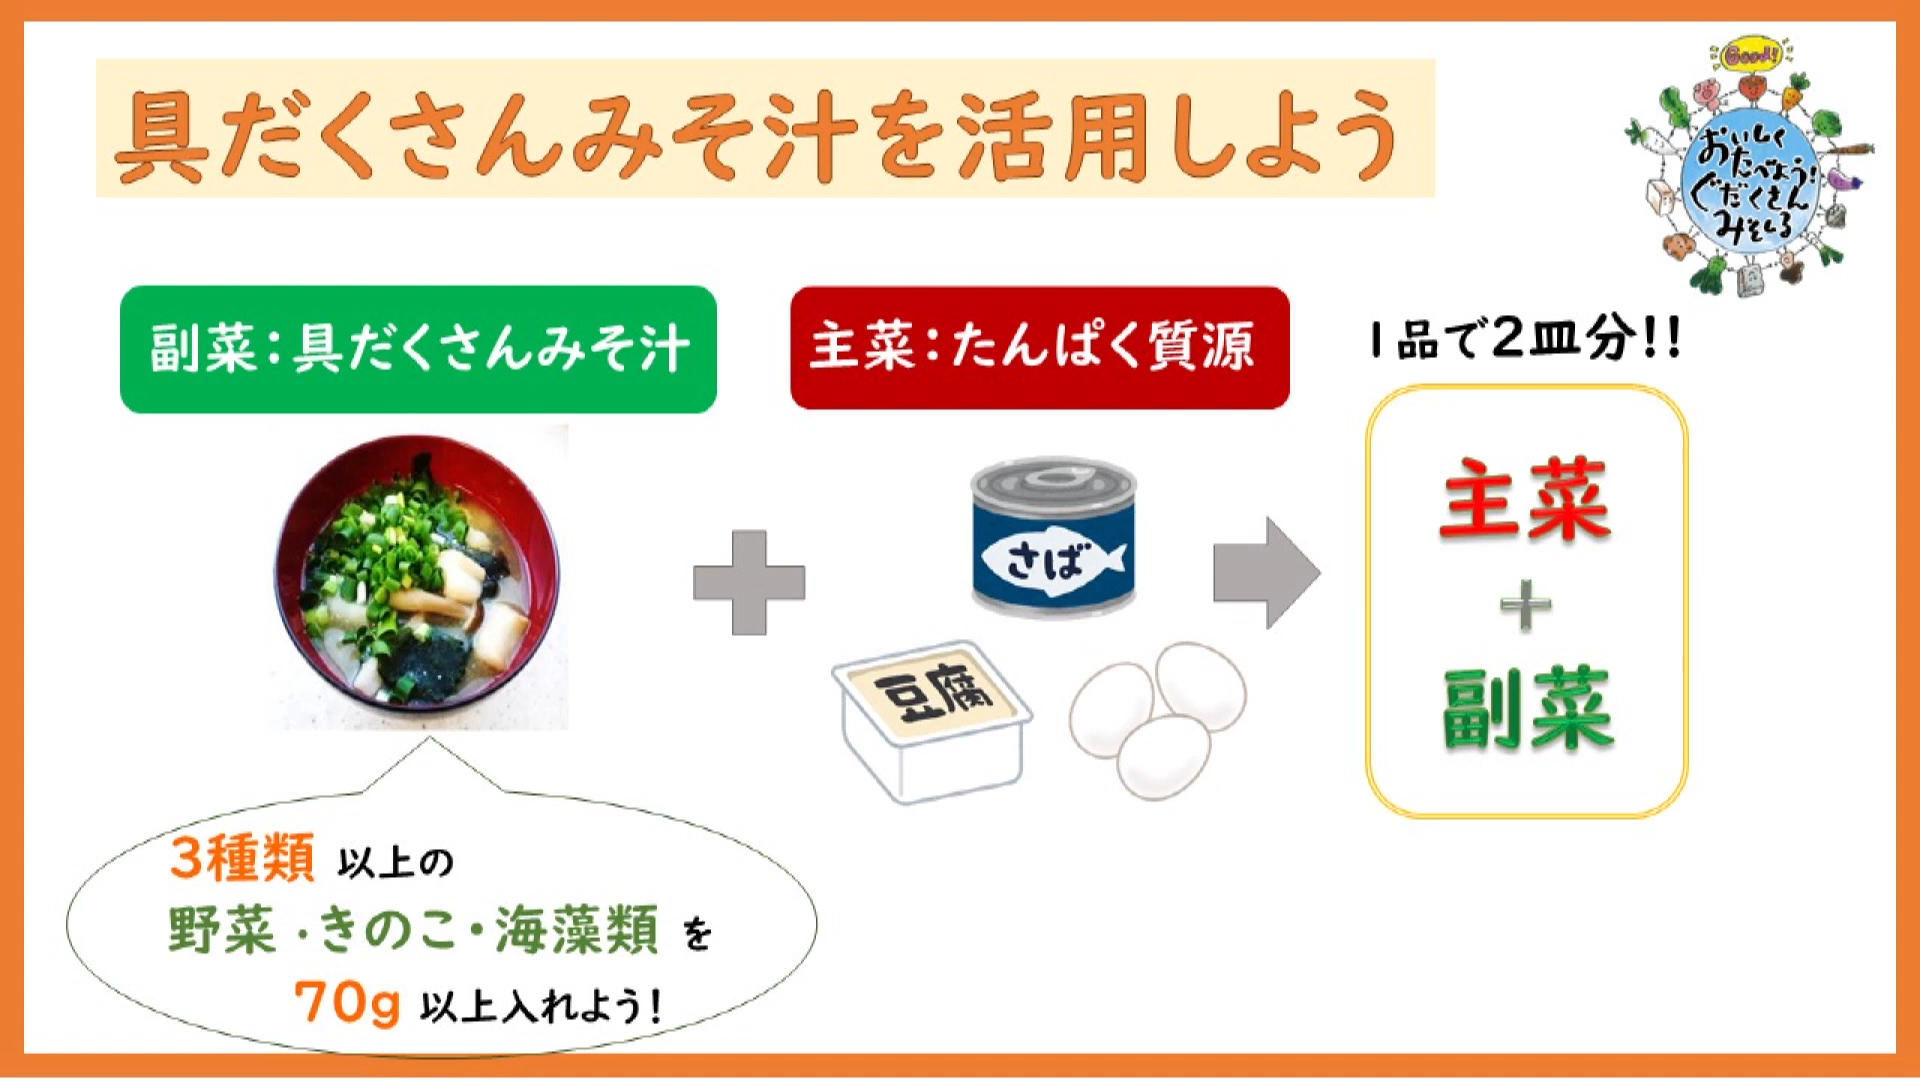 具だくさんみそ汁を活用しよう
Good!
おいしく
たべよう!
ぐだくさん
みそしる
副菜：具だくさんみそ汁
主菜：たんぱく質源
1品で2皿分!!
さば
豆腐
主菜
+
副菜
3種類 以上の
野菜・きのこ・海藻類 を
70g 以上入れよう!